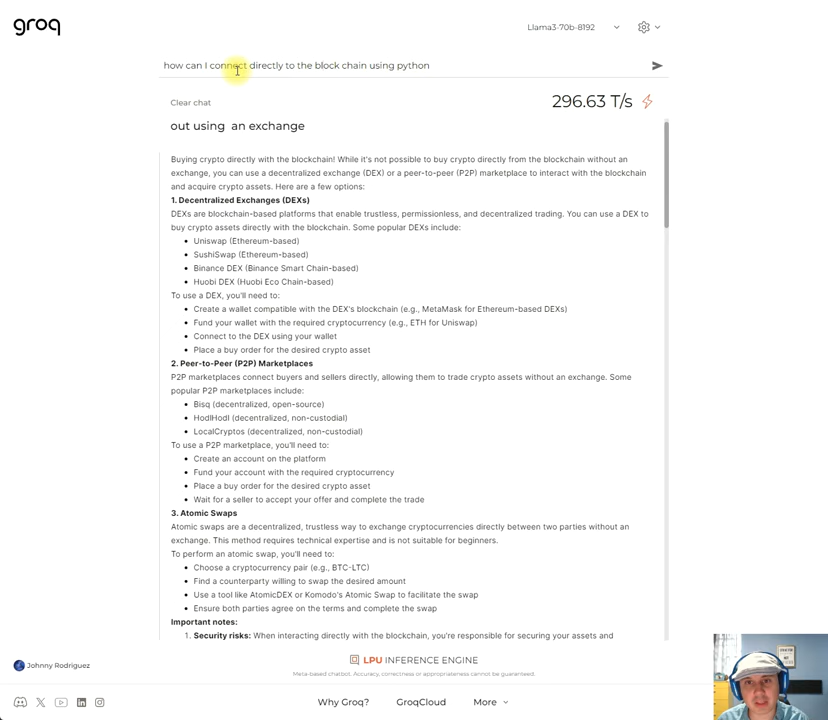 groq
Llama3-70b-8192
how can I connect directly to the block chain using python
Clear chat
296.63 T/s
out using an exchange
Buying crypto directly with the blockchain! While it's not possible to buy crypto directly from the blockchain without an
exchange, you can use a decentralized exchange (DEX) or a peer-to-peer (P2P) marketplace to interact with the blockchain
and acquire crypto assets. Here are a few options:
1. Decentralized Exchanges (DEXs)
DEXs are blockchain-based platforms that enable trustless, permissionless, and decentralized trading. You can use a DEX to
buy crypto assets directly with the blockchain. Some popular DEXs include:
• Uniswap (Ethereum-based)
• SushiSwap (Ethereum-based)
• Binance DEX (Binance Smart Chain-based)
• Huobi DEX (Huobi Eco Chain-based)
To use a DEX, you'll need to:
• Create a wallet compatible with the DEX's blockchain (e.g., MetaMask for Ethereum-based DEXs)
• Fund your wallet with the required cryptocurrency (e.g., ETH for Uniswap)
• Connect to the DEX using your wallet
• Place a buy order for the desired crypto asset
2. Peer-to-Peer (P2P) Marketplaces
P2P marketplaces connect buyers and sellers directly, allowing them to trade crypto assets without an exchange. Some
popular P2P marketplaces include:
• Bisq (decentralized, open-source)
• HodlHodl (decentralized, non-custodial)
• LocalCryptos (decentralized, non-custodial)
To use a P2P marketplace, you'll need to:
• Create an account on the platform
• Fund your account with the required cryptocurrency
• Place a buy order for the desired crypto asset
• Wait for a seller to accept your offer and complete the trade
3. Atomic Swaps
Atomic swaps are a decentralized, trustless way to exchange cryptocurrencies directly between two parties without an
exchange. This method requires technical expertise and is not suitable for beginners.
To perform an atomic swap, you'll need to:
• Choose a cryptocurrency pair (e.g., BTC-LTC)
• Find a counterparty willing to swap the desired amount
• Use a tool like AtomicDEX or Komodo's Atomic Swap to facilitate the swap
• Ensure both parties agree on the terms and complete the swap
Important notes:
1. Security risks: When interacting directly with the blockchain, you're responsible for securing your assets and
Johnny Rodriguez
LPU INFERENCE ENGINE
Meta-based chatbot. Accuracy, correctness or appropriateness cannot be guaranteed.
Why Groq?
GroqCloud
More